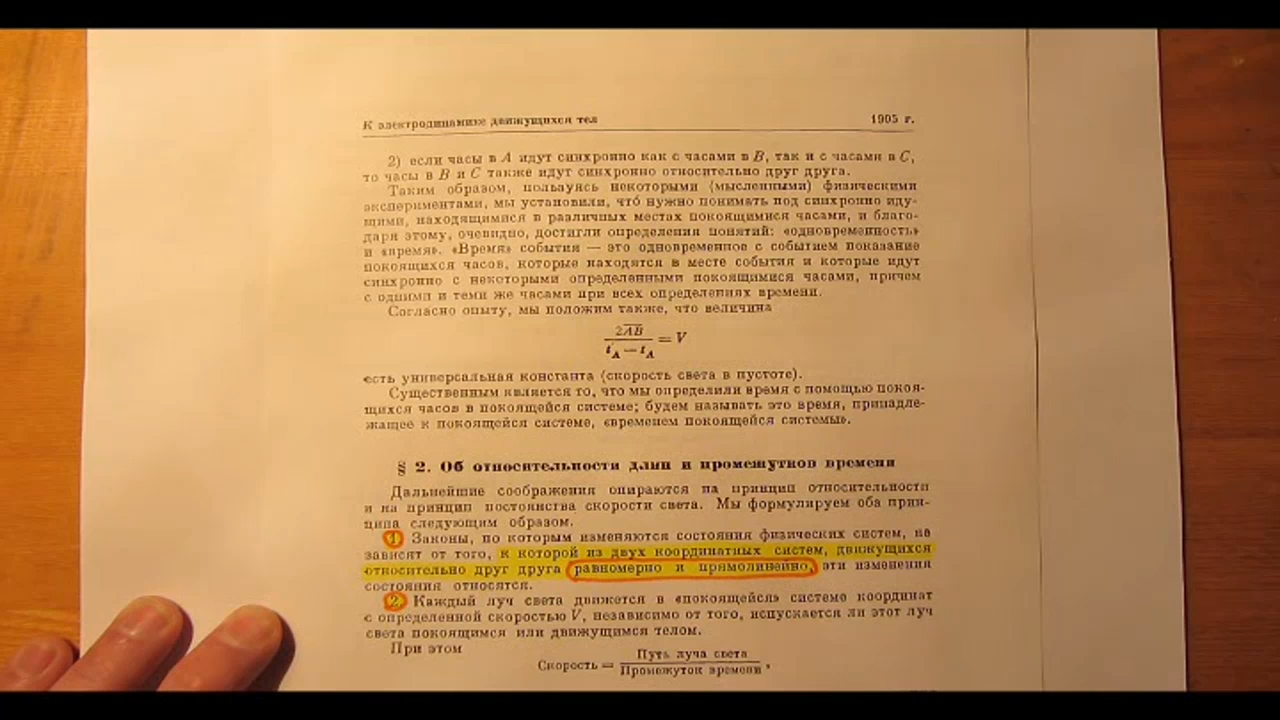 К электродинамике движущихся тел 1905 г.
2) если часы в A идут синхронно как с часами в B, так и с часами в C,
то часы в B и C также идут синхронно относительно друг друга.
Таким образом, пользуясь некоторыми (мысленными) физическими
экспериментами, мы установили, что́ нужно понимать под синхронно иду-
щими, находящимися в различных местах покоящимися часами, и благо-
даря этому, очевидно, достигли определения понятий: «одновременность»
и «время». «Время» события — это одновременное с событием показание
покоящихся часов, которые находятся в месте события и которые идут
синхронно с некоторыми определенными покоящимися часами, причем
с одними и теми же часами при всех определениях времени.
Согласно опыту, мы положим также, что величина
2AB
t'A — tA = V
есть универсальная константа (скорость света в пустоте).
Существенным является то, что мы определили время с помощью покоя-
щихся часов в покоящейся системе; будем называть это время, принадле-
жащее к покоящейся системе, «временем покоящейся системы».
§ 2. Об относительности длин и промежутков времени
Дальнейшие соображения опираются на принцип относительности
и на принцип постоянства скорости света. Мы формулируем оба прин-
ципа следующим образом.
1 Законы, по которым изменяются состояния физических систем, не
зависят от того, к которой из двух координатных систем, движущихся
относительно друг друга равномерно и прямолинейно, эти изменения
состояния относятся.
2 Каждый луч света движется в «покоящейся» системе координат
с определенной скоростью V, независимо от того, испускается ли этот луч
света покоящимся или движущимся телом.
При этом
Путь луча света
Скорость = Промежуток времени ,